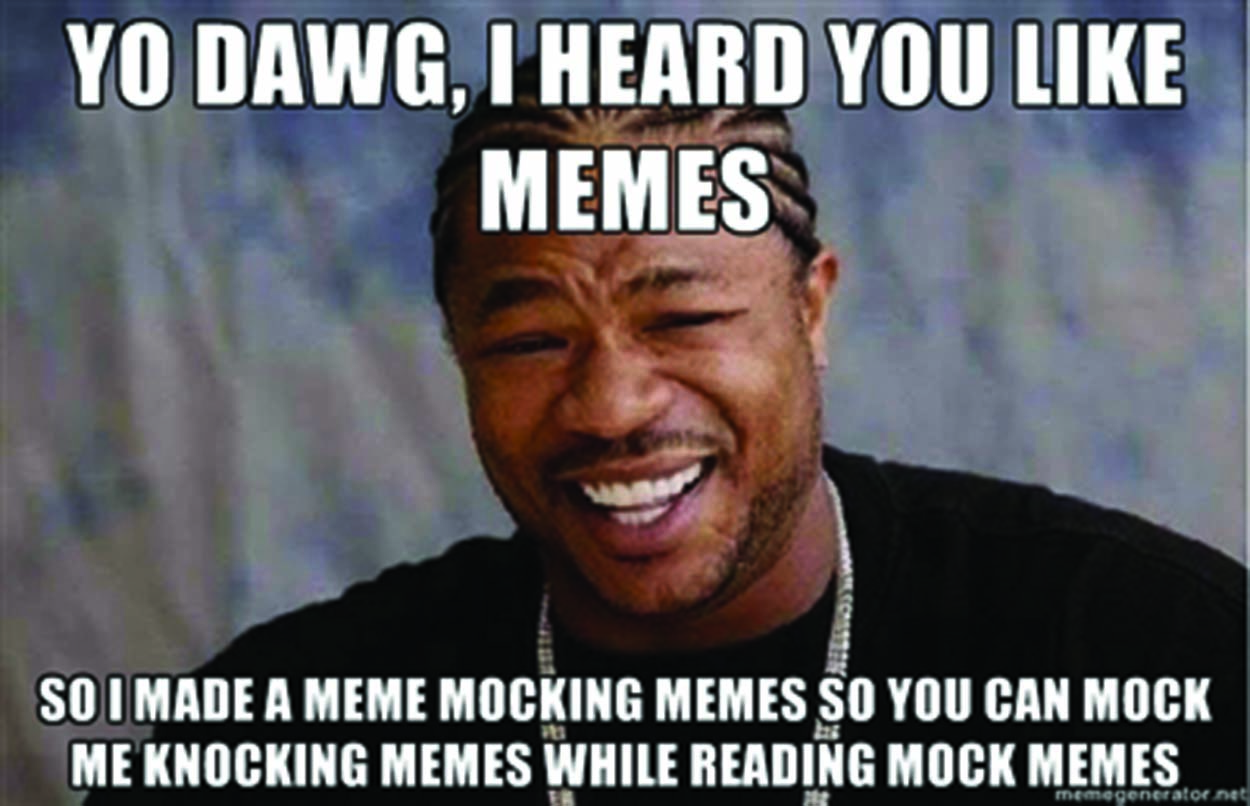 YO DAWG, I HEARD YOU LIKE
MEMES
SO I MADE A MEME MOCKING MEMES SO YOU CAN MOCK
ME KNOCKING MEMES WHILE READING MOCK MEMES
memegenerator.net